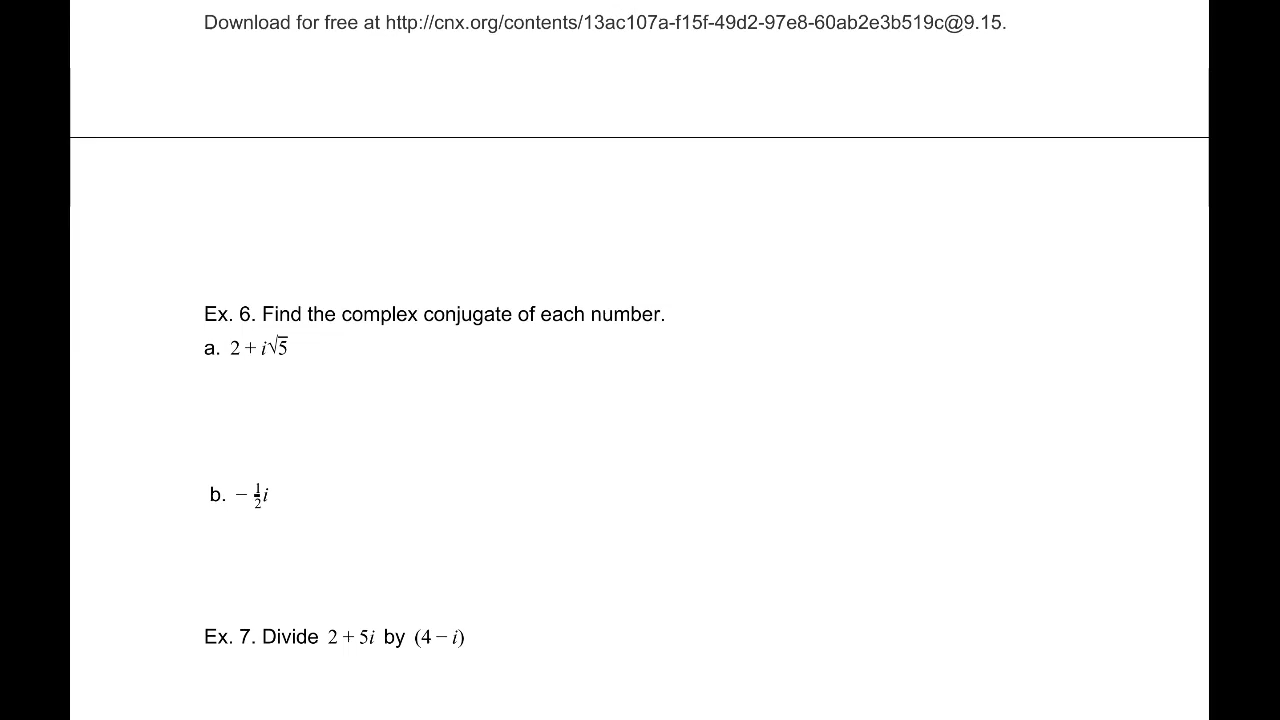 Download for free at http://cnx.org/contents/13ac107a-f15f-49d2-97e8-60ab2e3b519c@9.15.
Ex. 6. Find the complex conjugate of each number.
a. 2 + i√5
b. − 1/2 i
Ex. 7. Divide 2 + 5i by (4 − i)